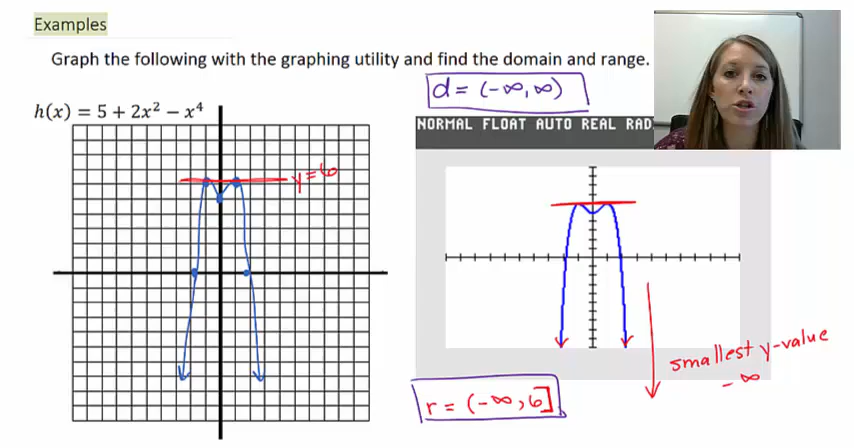 Examples
Graph the following with the graphing utility and find the domain and range.
d = (-∞, ∞)
h(x) = 5 + 2x² − x⁴
NORMAL FLOAT AUTO REAL RAD
y = 6
smallest y-value
- ∞
r = (-∞, 6]